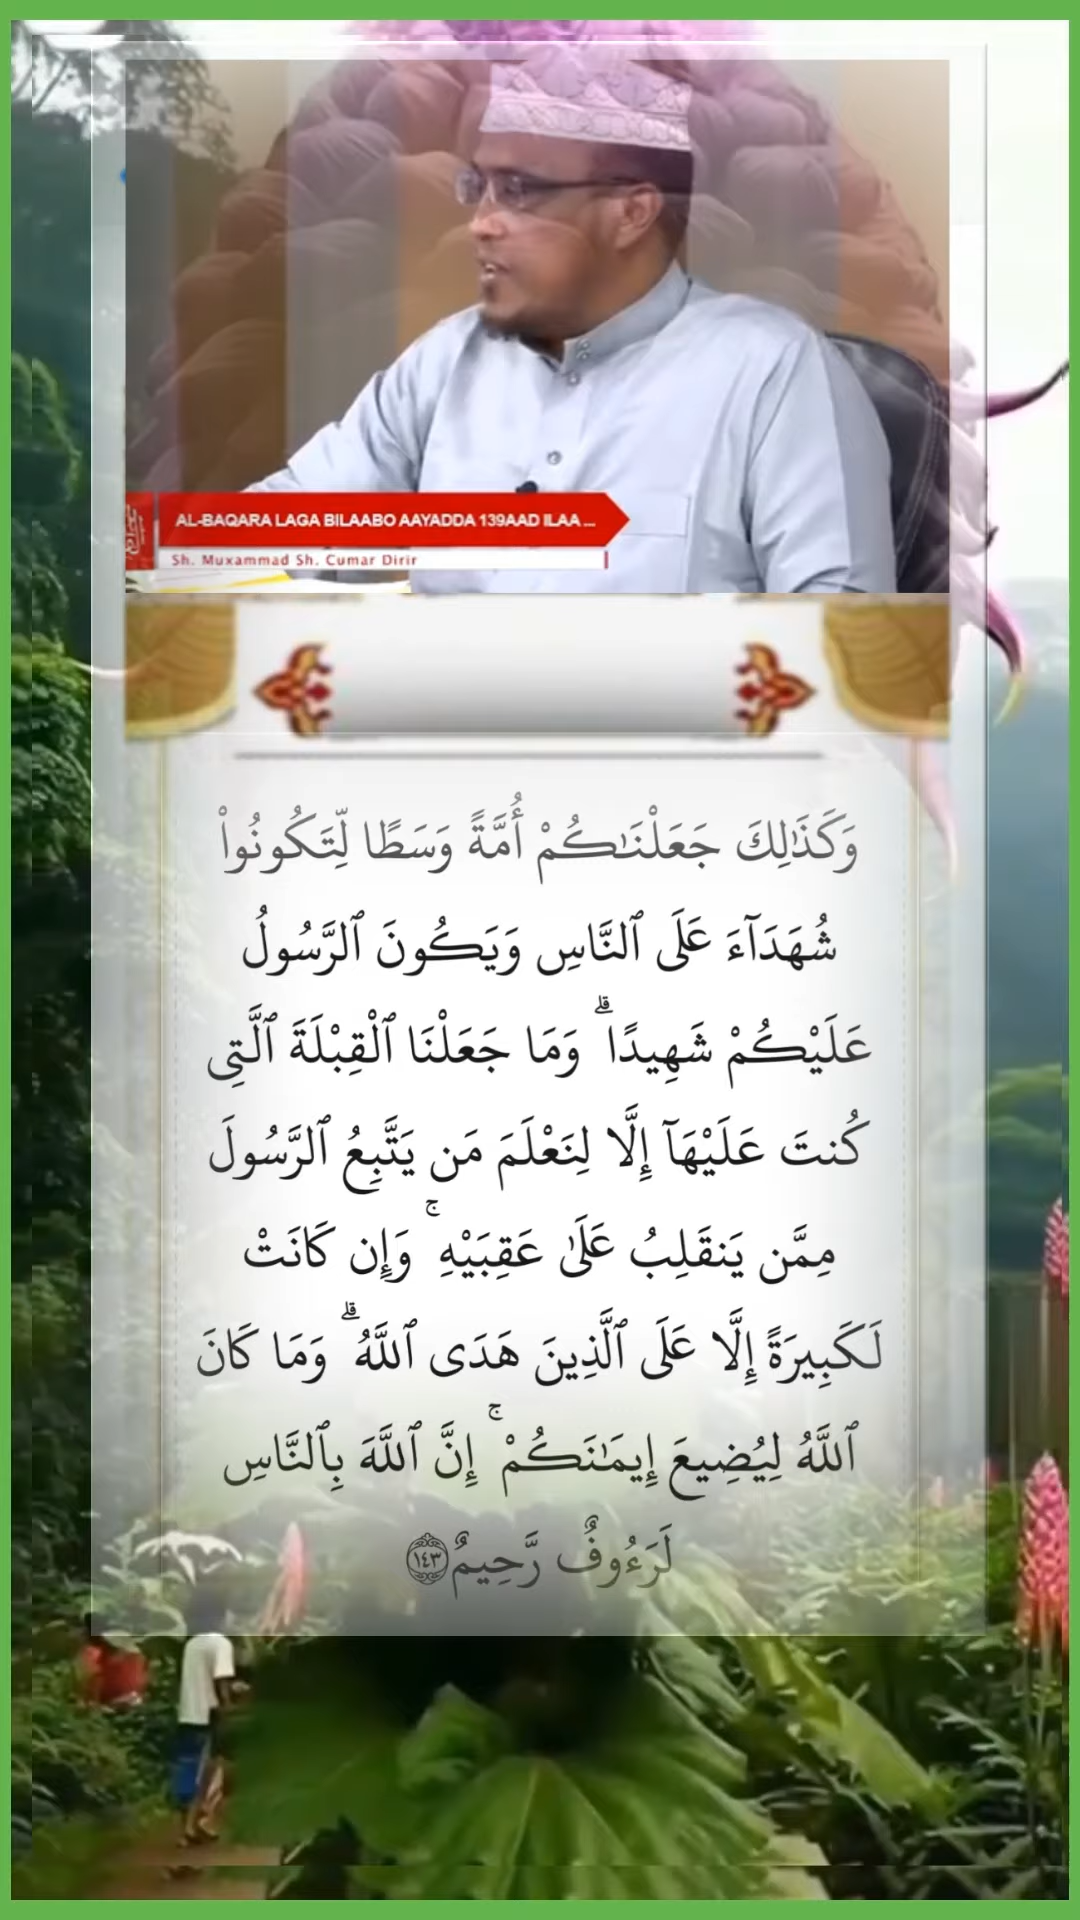 AL-BAQARA LAGA BILAABO AAYADDA 139AAD ILAA ...
Sh. Muxammad Sh. Cumar Dirir
وَكَذَٰلِكَ جَعَلْنَـٰكُمْ أُمَّةً وَسَطًا لِّتَكُونُوا۟
شُهَدَآءَ عَلَى ٱلنَّاسِ وَيَكُونَ ٱلرَّسُولُ
عَلَيْكُمْ شَهِيدًا ۗ وَمَا جَعَلْنَا ٱلْقِبْلَةَ ٱلَّتِى
كُنتَ عَلَيْهَآ إِلَّا لِنَعْلَمَ مَن يَتَّبِعُ ٱلرَّسُولَ
مِمَّن يَنقَلِبُ عَلَىٰ عَقِبَيْهِ ۚ وَإِن كَانَتْ
لَكَبِيرَةً إِلَّا عَلَى ٱلَّذِينَ هَدَى ٱللَّهُ ۗ وَمَا كَانَ
ٱللَّهُ لِيُضِيعَ إِيمَـٰنَكُمْ ۚ إِنَّ ٱللَّهَ بِٱلنَّاسِ
لَرَءُوفٌ رَّحِيمٌ ١٤٣